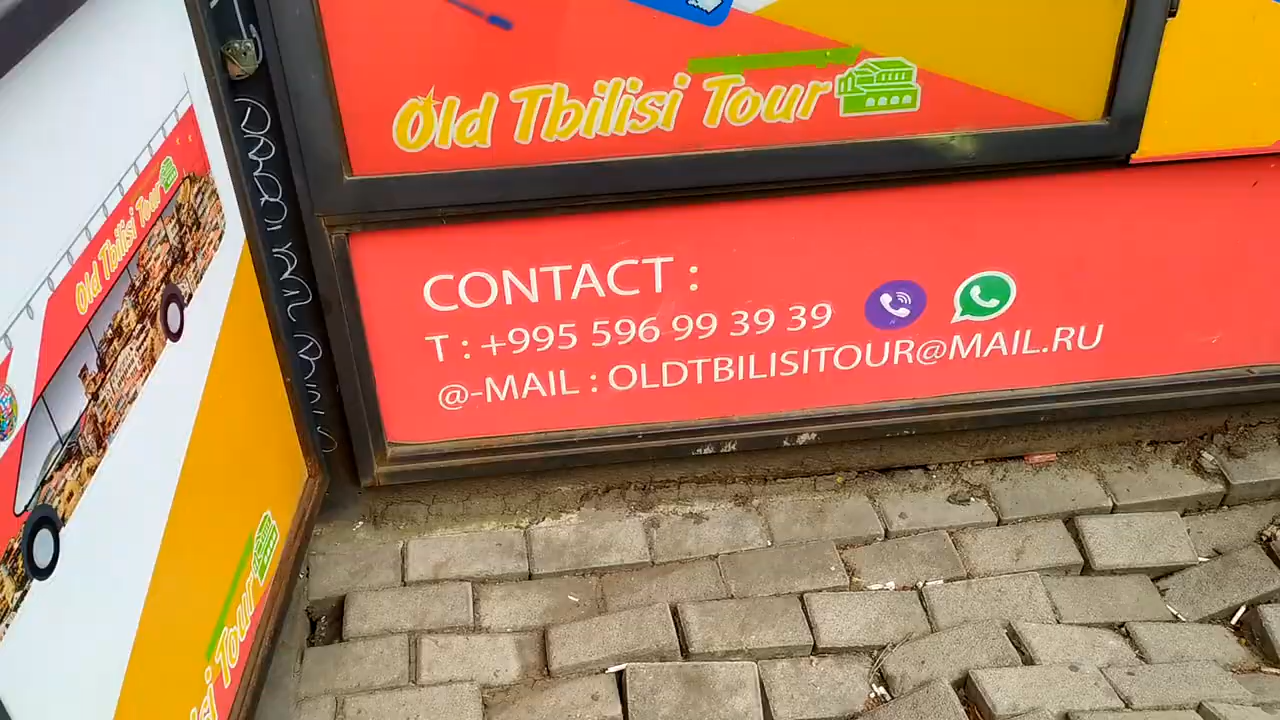 Old Tbilisi Tour
CONTACT :
T : +995 596 99 39 39
@-MAIL : OLDTBILISITOUR@MAIL.RU
Old Tbilisi Tour
Tour